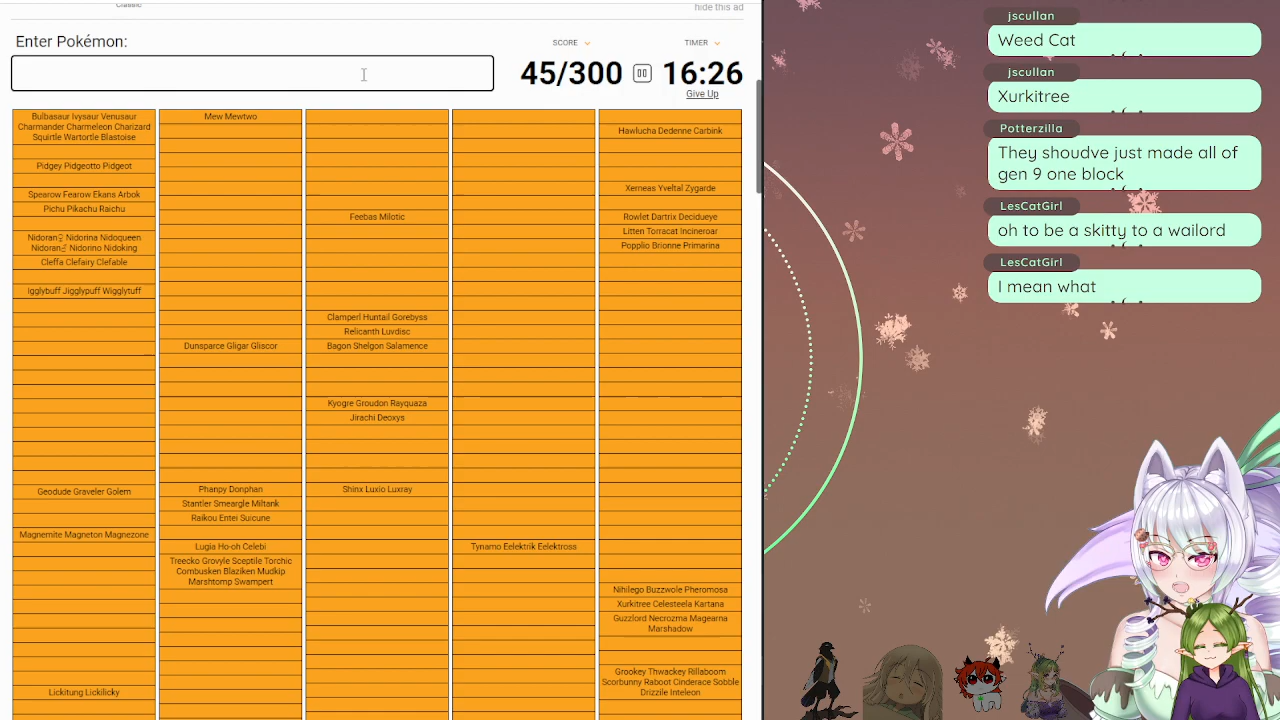 Classic
hide this ad
Enter Pokémon:
SCORE
TIMER
45/300
16:26
Give Up
Bulbasaur Ivysaur Venusaur
Charmander Charmeleon Charizard
Squirtle Wartortle Blastoise
Pidgey Pidgeotto Pidgeot
Spearow Fearow Ekans Arbok
Pichu Pikachu Raichu
Nidoran♀ Nidorina Nidoqueen
Nidoran♂ Nidorino Nidoking
Cleffa Clefairy Clefable
Igglybuff Jigglypuff Wigglytuff
Geodude Graveler Golem
Magnemite Magneton Magnezone
Lickitung Lickilicky
Mew Mewtwo
Dunsparce Gligar Gliscor
Phanpy Donphan
Stantler Smeargle Miltank
Raikou Entei Suicune
Lugia Ho-oh Celebi
Treecko Grovyle Sceptile Torchic
Combusken Blaziken Mudkip
Marshtomp Swampert
Feebas Milotic
Clamperl Huntail Gorebyss
Relicanth Luvdisc
Bagon Shelgon Salamence
Kyogre Groudon Rayquaza
Jirachi Deoxys
Shinx Luxio Luxray
Tynamo Eelektrik Eelektross
Hawlucha Dedenne Carbink
Xerneas Yveltal Zygarde
Rowlet Dartrix Decidueye
Litten Torracat Incineroar
Popplio Brionne Primarina
Nihilego Buzzwole Pheromosa
Xurkitree Celesteela Kartana
Guzzlord Necrozma Magearna
Marshadow
Grookey Thwackey Rillaboom
Scorbunny Raboot Cinderace Sobble
Drizzile Inteleon
jscullan
Weed Cat
jscullan
Xurkitree
Potterzilla
They shoudve just made all of
gen 9 one block
LesCatGirl
oh to be a skitty to a wailord
LesCatGirl
I mean what